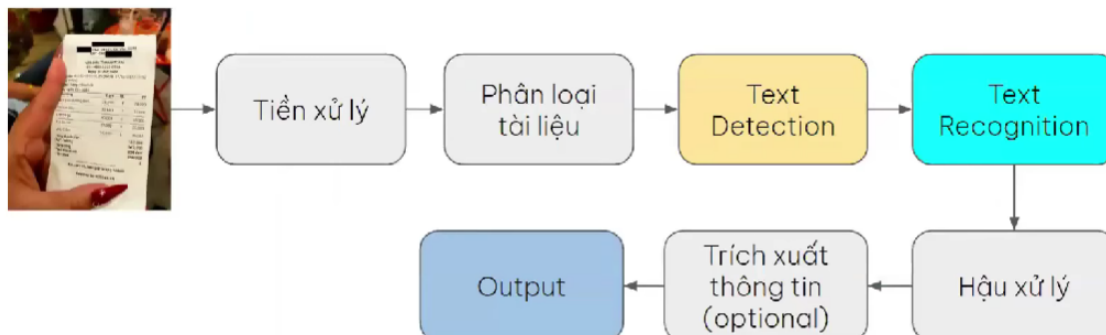 Tiền xử lý
Phân loại
tài liệu
Text
Detection
Text
Recognition
Hậu xử lý
Trích xuất
thông tin
(optional)
Output